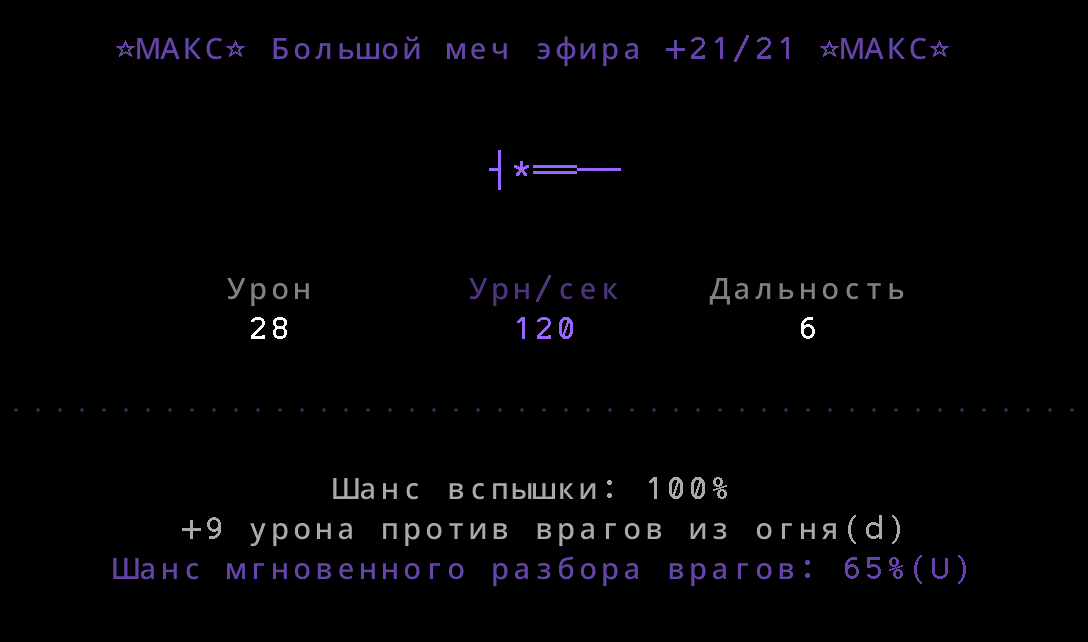 ☆МАКС☆ Большой меч эфира +21/21 ☆МАКС☆
┤*══──
Урон Урн/сек Дальность
28 120 6
Шанс вспышки: 100%
+9 урона против врагов из огня(d)
Шанс мгновенного разбора врагов: 65%(U)